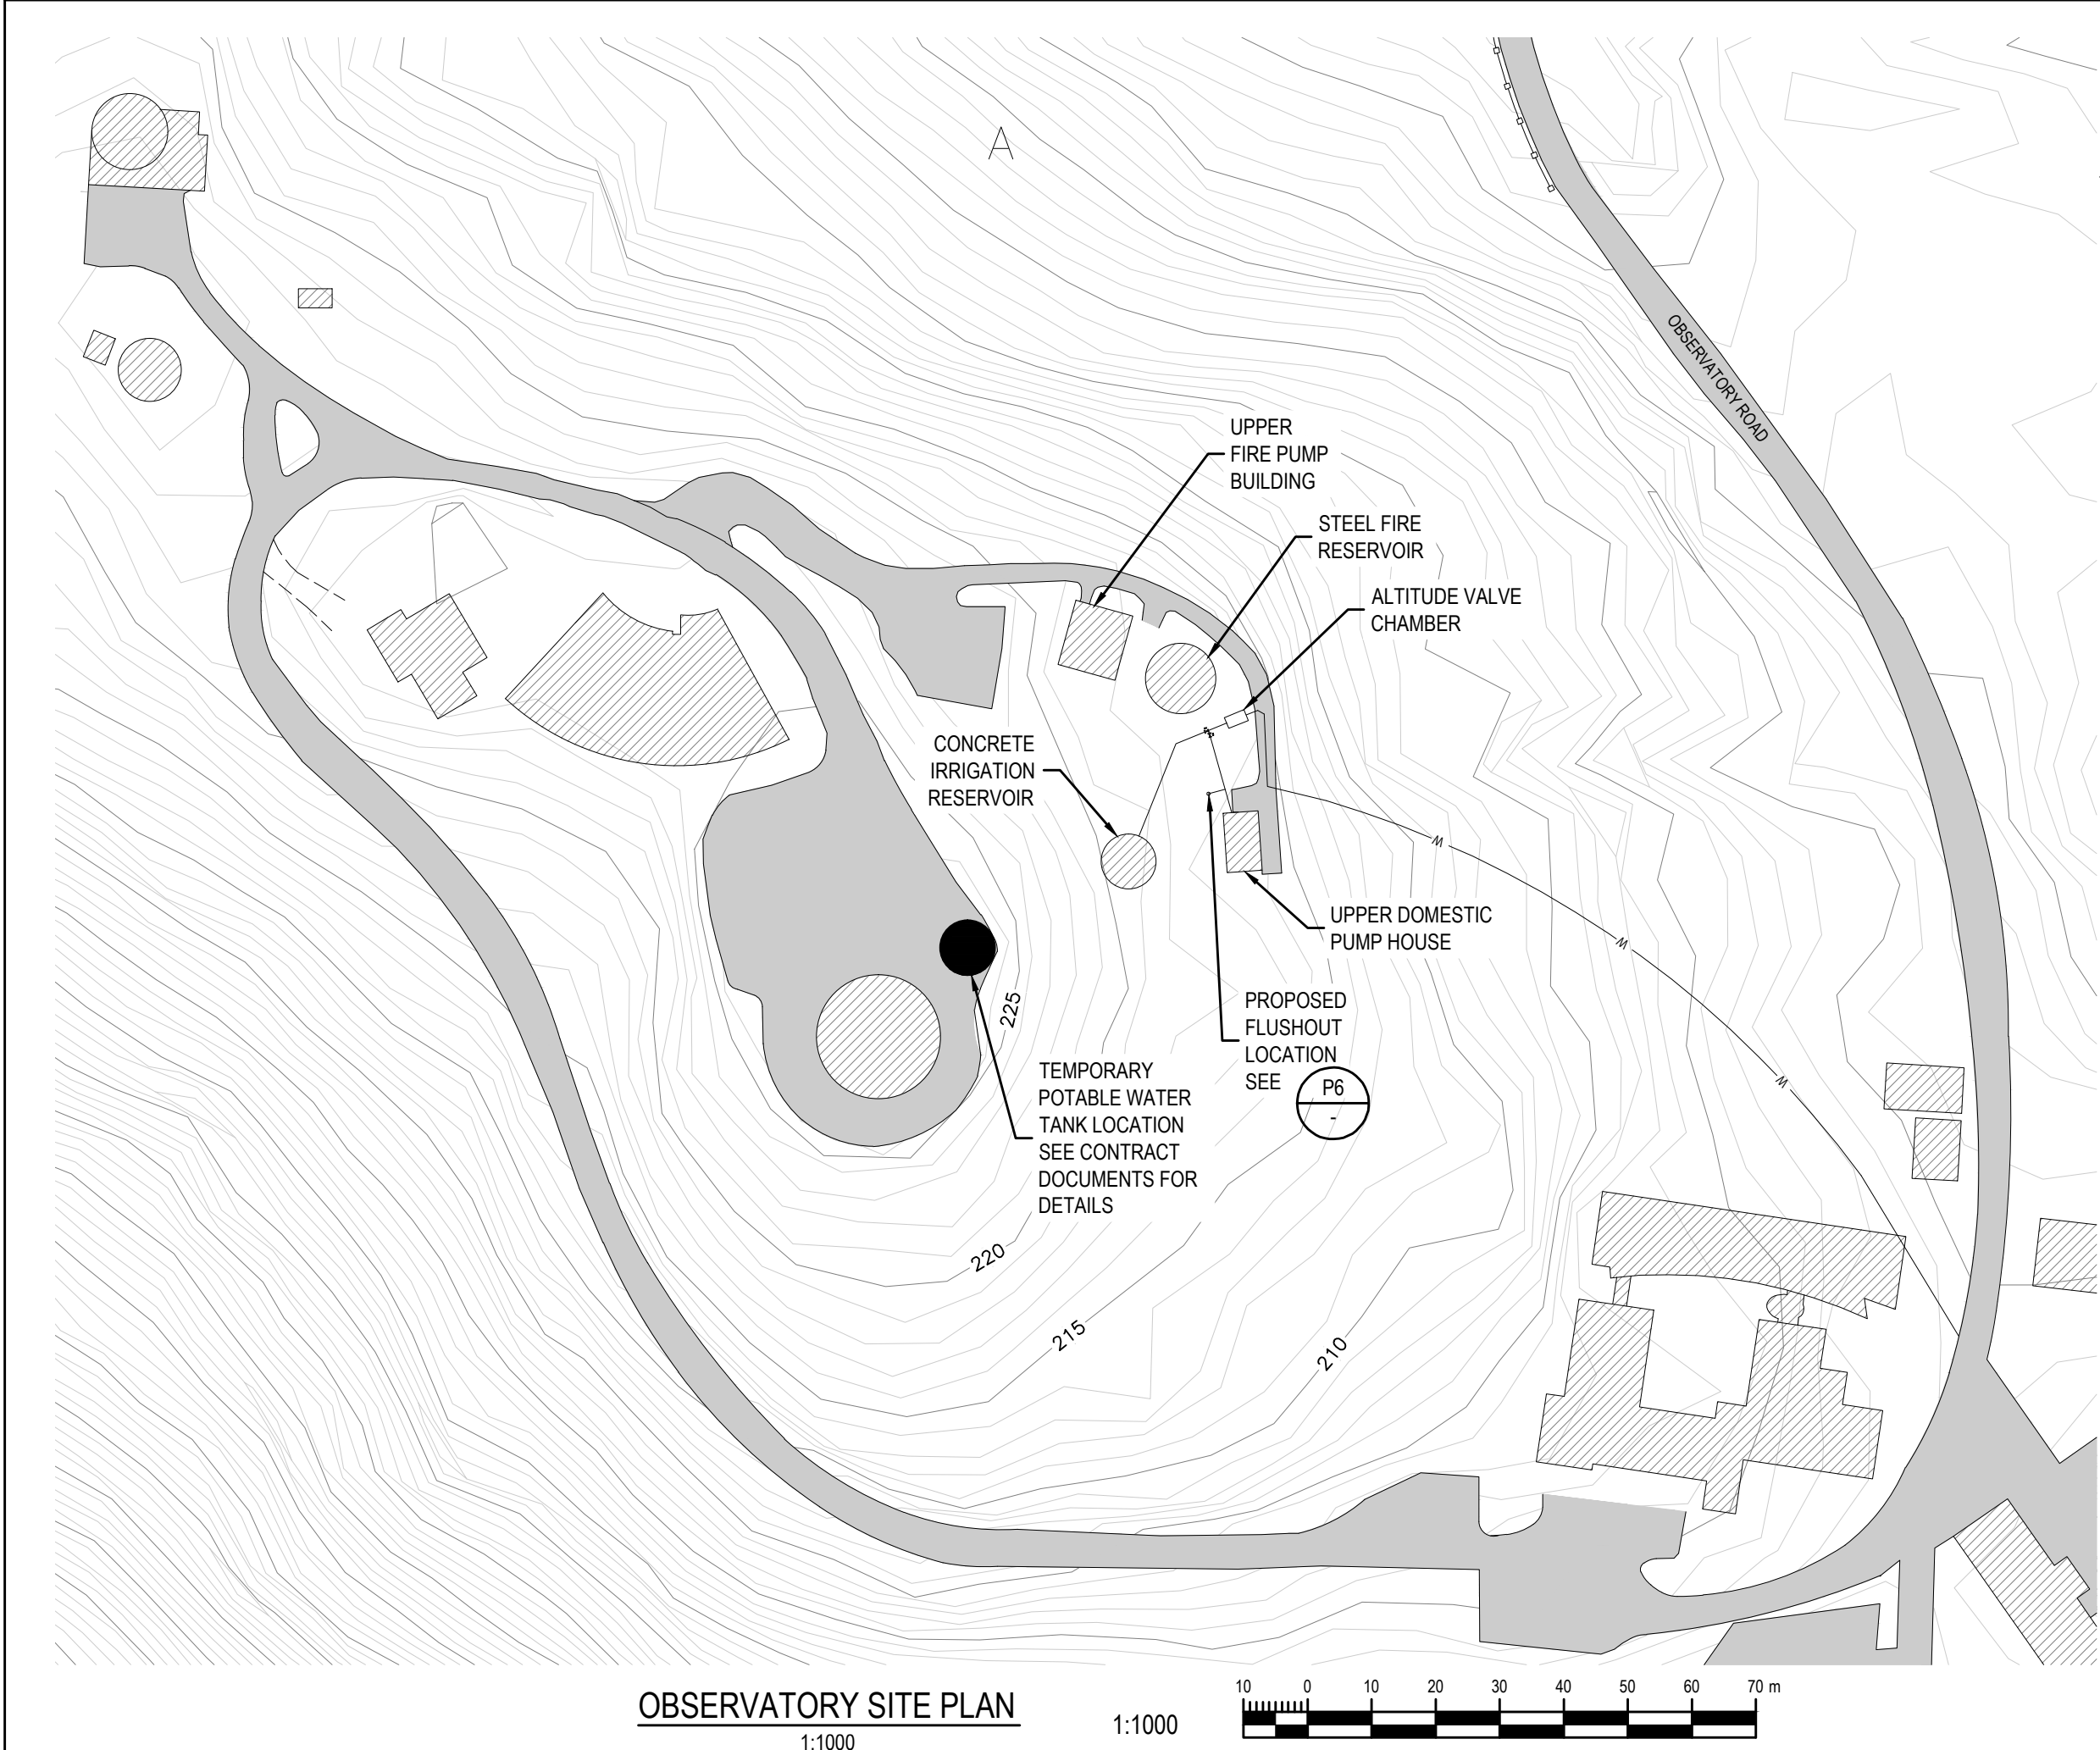 A
OBSERVATORY ROAD
UPPER
FIRE PUMP
BUILDING
STEEL FIRE
RESERVOIR
ALTITUDE VALVE
CHAMBER
CONCRETE
IRRIGATION
RESERVOIR
W
W
W
UPPER DOMESTIC
PUMP HOUSE
PROPOSED
FLUSHOUT
LOCATION
SEE
P6
-
225
TEMPORARY
POTABLE WATER
TANK LOCATION
SEE CONTRACT
DOCUMENTS FOR
DETAILS
220
215
210
OBSERVATORY SITE PLAN
1:1000
1:1000
10 0 10 20 30 40 50 60 70 m